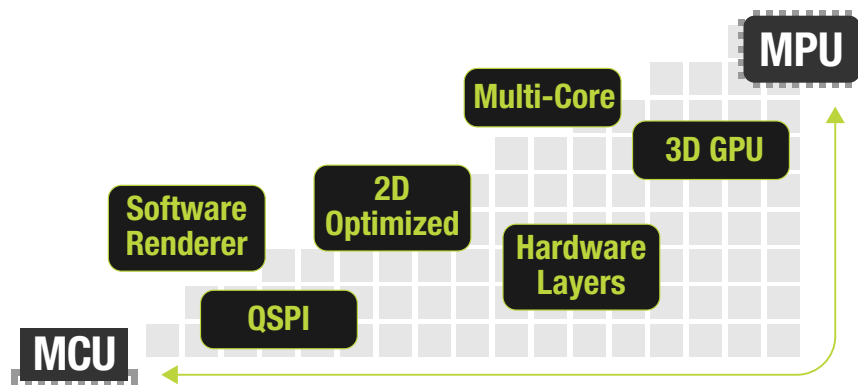 MPU
Multi-Core
3D GPU
2D
Optimized
Software
Renderer
Hardware
Layers
QSPI
MCU